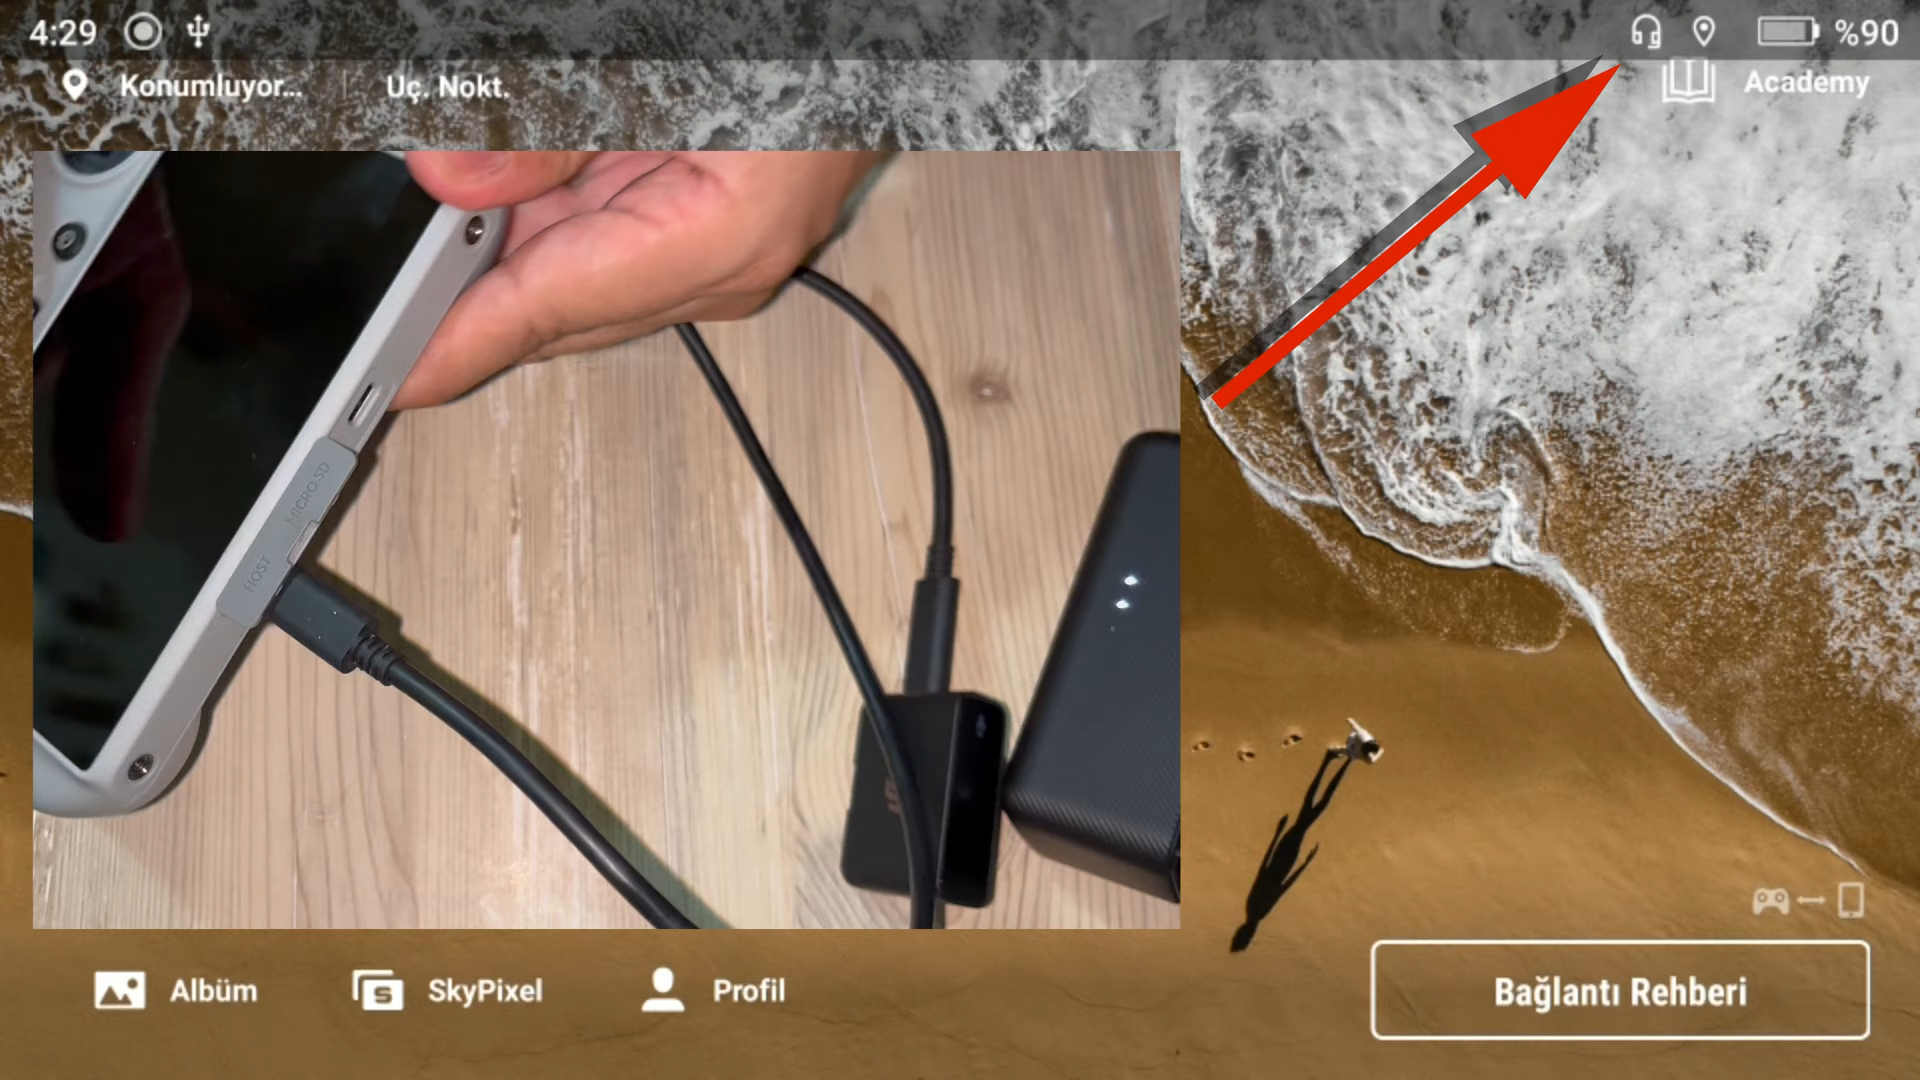 4:29 %90
Konumluyor... Uç. Nokt. Academy
MICRO SD
HOST
Albüm SkyPixel Profil Bağlantı Rehberi